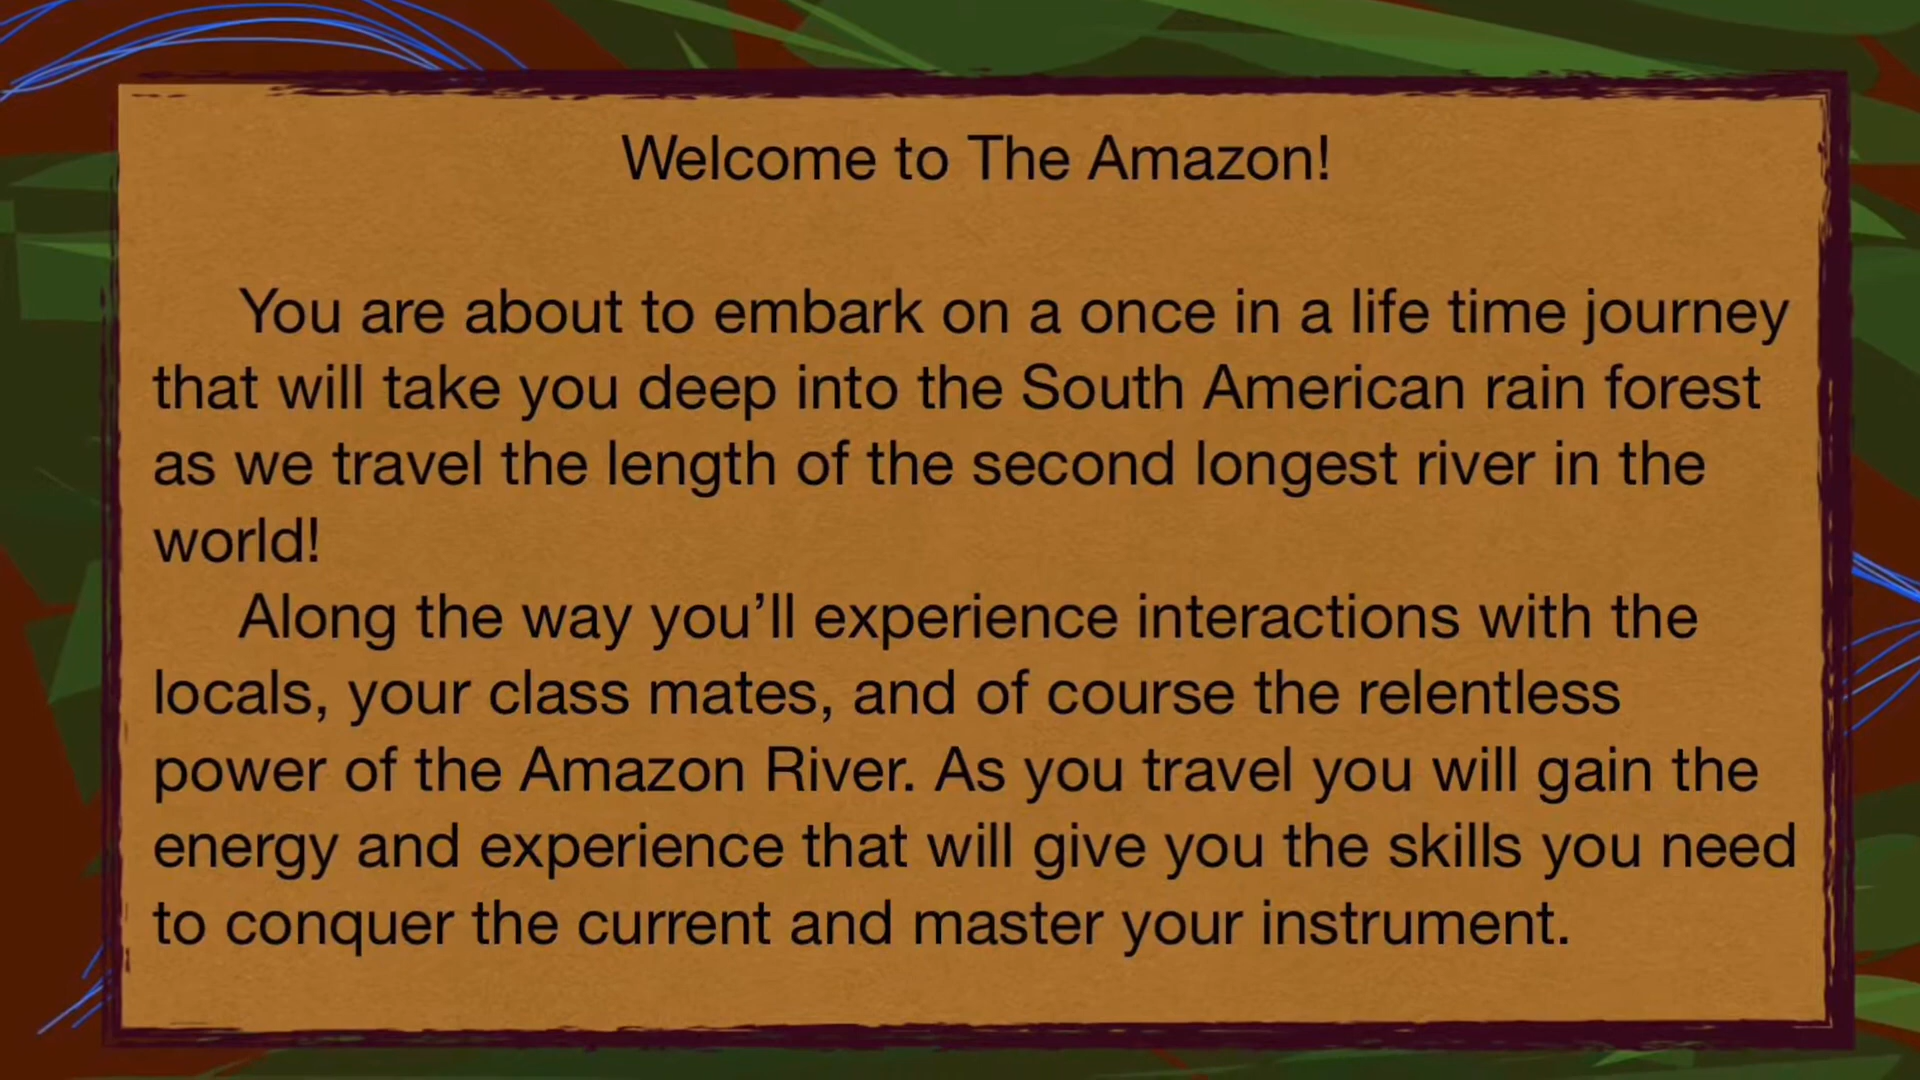 Welcome to The Amazon!
You are about to embark on a once in a life time journey
that will take you deep into the South American rain forest
as we travel the length of the second longest river in the
world!
Along the way you’ll experience interactions with the
locals, your class mates, and of course the relentless
power of the Amazon River. As you travel you will gain the
energy and experience that will give you the skills you need
to conquer the current and master your instrument.